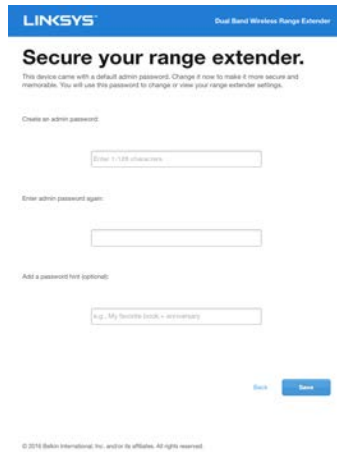 LINKSYS
Dual Band Wireless Range Extender
Secure your range extender.
This device came with a default admin password. Change it now to make it more secure and
memorable. You will use this password to change or view your range extender settings.
Create an admin password:
Enter 1-128 characters
Enter admin password again:
Add a password hint (optional):
e.g., My favorite book + anniversary
Back
Save
© 2016 Belkin International, Inc. and/or its affiliates. All rights reserved.